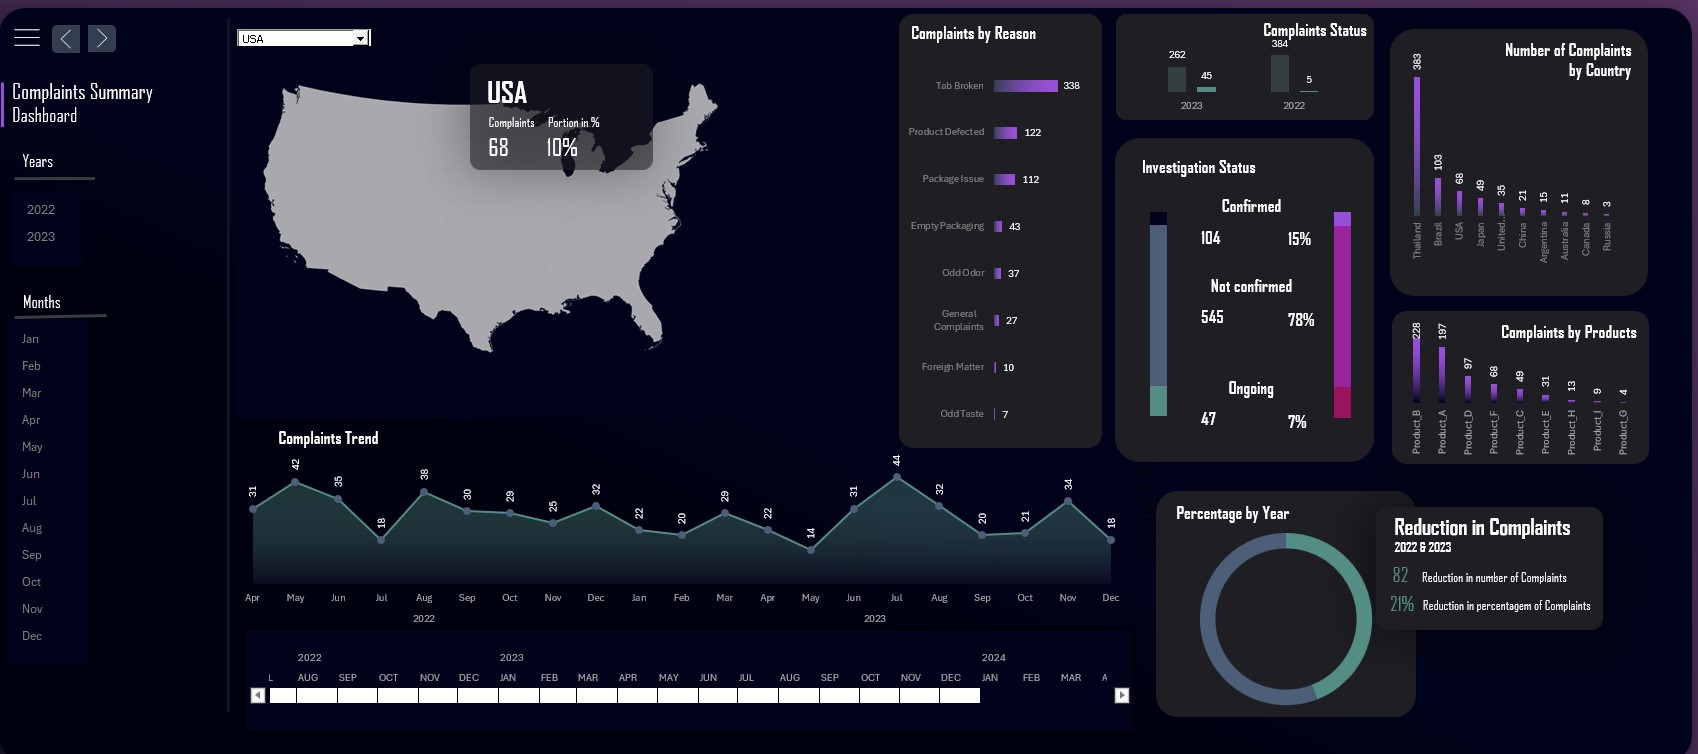 Complaints Summary
Dashboard
Years
2022
2023
Months
Jan
Feb
Mar
Apr
May
Jun
Jul
Aug
Sep
Oct
Nov
Dec
USA
USA
Complaints Portion in %
68 10%
Complaints by Reason
Tab Broken 338
Product Defected 122
Package Issue 112
Empty Packaging 43
Odd Odor 37
General
Complaints
27
Foreign Matter 10
Odd Taste 7
Complaints Status
262 45 384 5
2023 2022
Investigation Status
Confirmed
104 15%
Not confirmed
545 78%
Ongoing
47 7%
Number of Complaints
by Country
383 103 68 49 35 21 15 11 8 3
Thailand Brazil USA Japan United... China Argentina Australia Canada Russia
Complaints by Products
228 197 97 68 49 31 13 9 4
Product_B Product_A Product_D Product_F Product_C Product_E Product_H Product_I Product_G
Complaints Trend
31 42 35 18 38 30 29 25 32 22 20 29 22 14 31 44 32 20 21 34 18
Apr May Jun Jul Aug Sep Oct Nov Dec Jan Feb Mar Apr May Jun Jul Aug Sep Oct Nov Dec
2022 2023
2022 2023 2024
L AUG SEP OCT NOV DEC JAN FEB MAR APR MAY JUN JUL AUG SEP OCT NOV DEC JAN FEB MAR A
Percentage by Year
Reduction in Complaints
2022 & 2023
82 Reduction in number of Complaints
21% Reduction in percentagem of Complaints